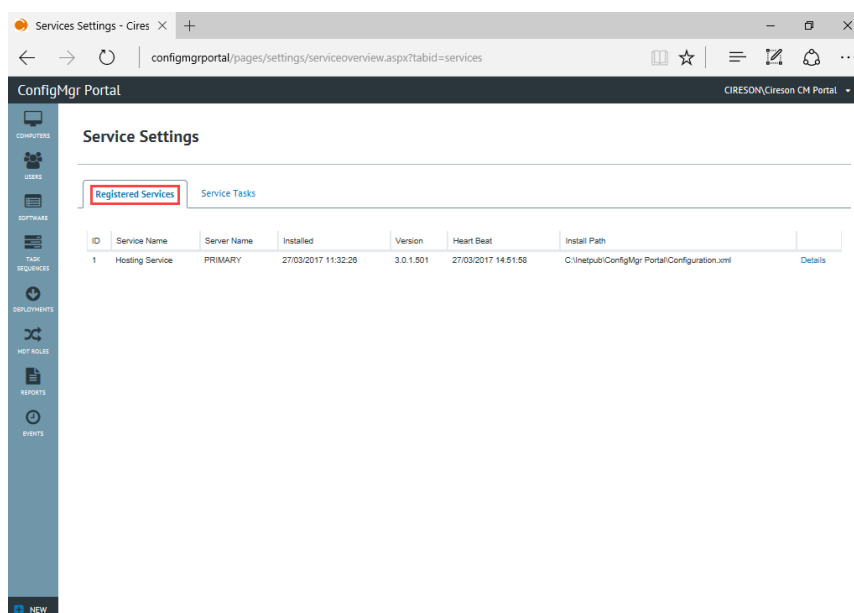 Services Settings - Cires
configmgrportal/pages/settings/serviceoverview.aspx?tabid=services
ConfigMgr Portal CIRESON\Cireson CM Portal
COMPUTERS
USERS
SOFTWARE
TASK
SEQUENCES
DEPLOYMENTS
MDT ROLES
REPORTS
EVENTS
NEW
Service Settings
Registered Services Service Tasks
ID Service Name Server Name Installed Version Heart Beat Install Path
1 Hosting Service PRIMARY 27/03/2017 11:32:26 3.0.1.501 27/03/2017 14:51:58 C:\Inetpub\ConfigMgr Portal\Configuration.xml Details